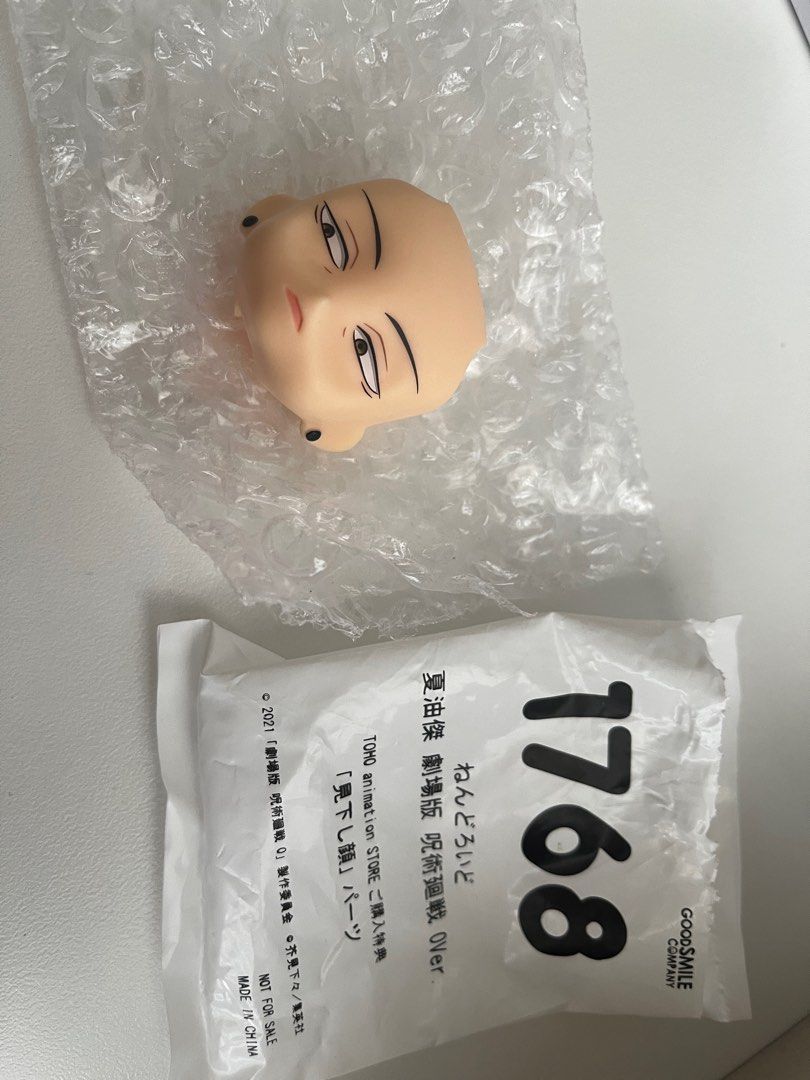 1768
GOODSMILE
COMPANY
ねんどろいど
夏油傑 劇場版 呪術廻戦 0Ver.
TOHO animation STORE ご購入特典
「見下し顔」パーツ
© 2021「劇場版 呪術廻戦 0」製作委員会 © 芥見下々/集英社
NOT FOR SALE
MADE IN CHINA